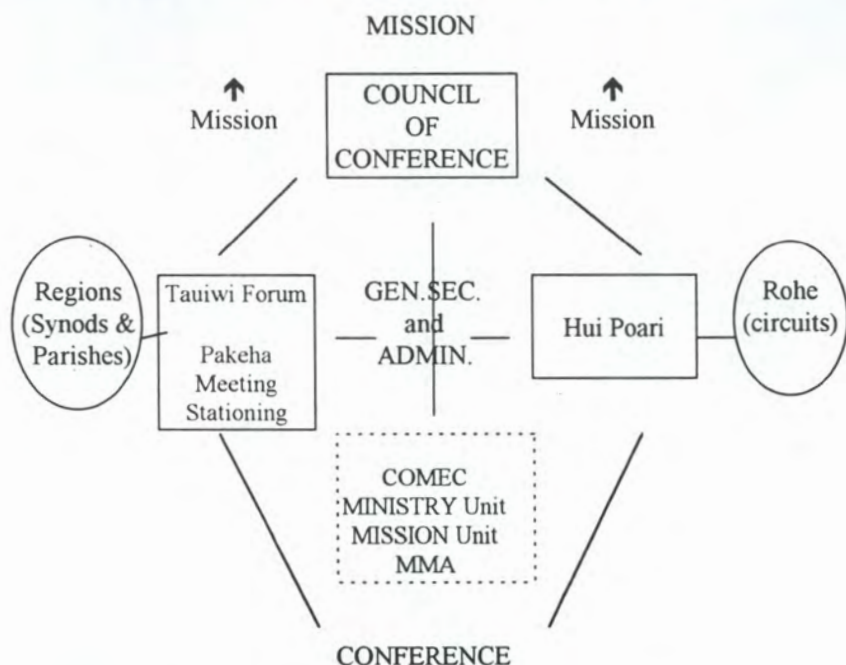 MISSION
Mission
COUNCIL
OF
CONFERENCE
Mission
Regions
(Synods &
Parishes)
Tauiwi Forum
Pakeha
Meeting
Stationing
GEN.SEC.
and
ADMIN.
Hui Poari
Rohe
(circuits)
COMEC
MINISTRY Unit
MISSION Unit
MMA
CONFERENCE